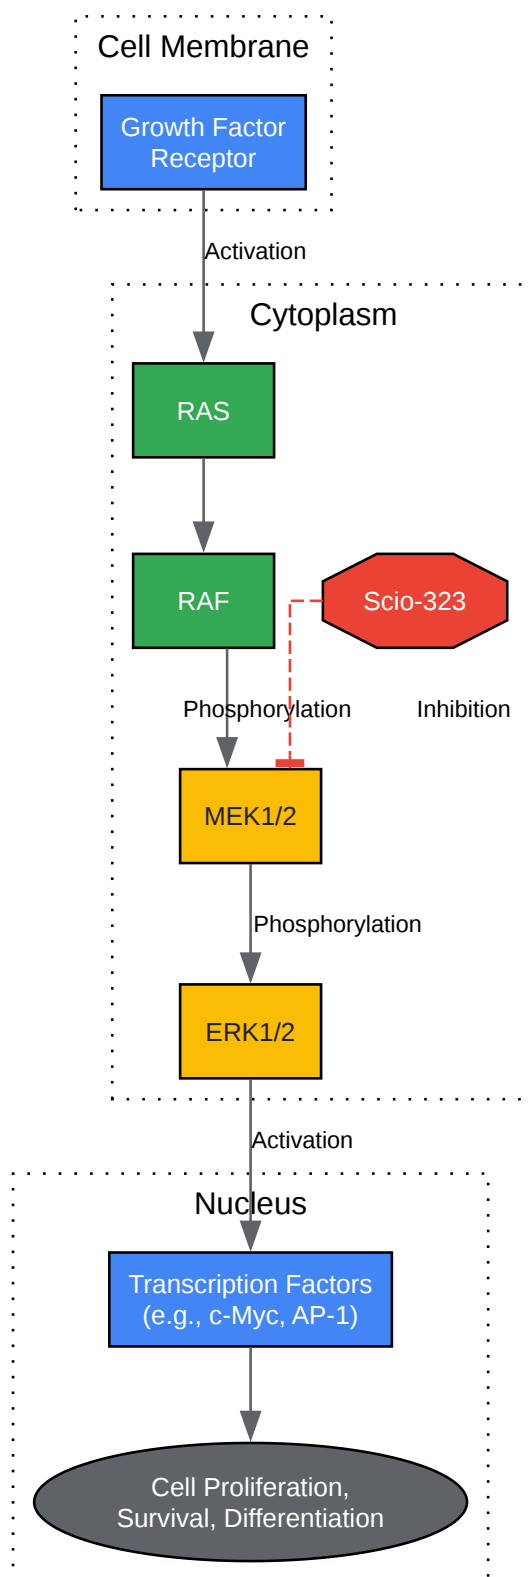 Cell Membrane
Growth Factor
Receptor
Activation
Cytoplasm
RAS
RAF
Scio-323
Phosphorylation
Inhibition
MEK1/2
Phosphorylation
ERK1/2
Activation
Nucleus
Transcription Factors
(e.g., c-Myc, AP-1)
Cell Proliferation,
Survival, Differentiation